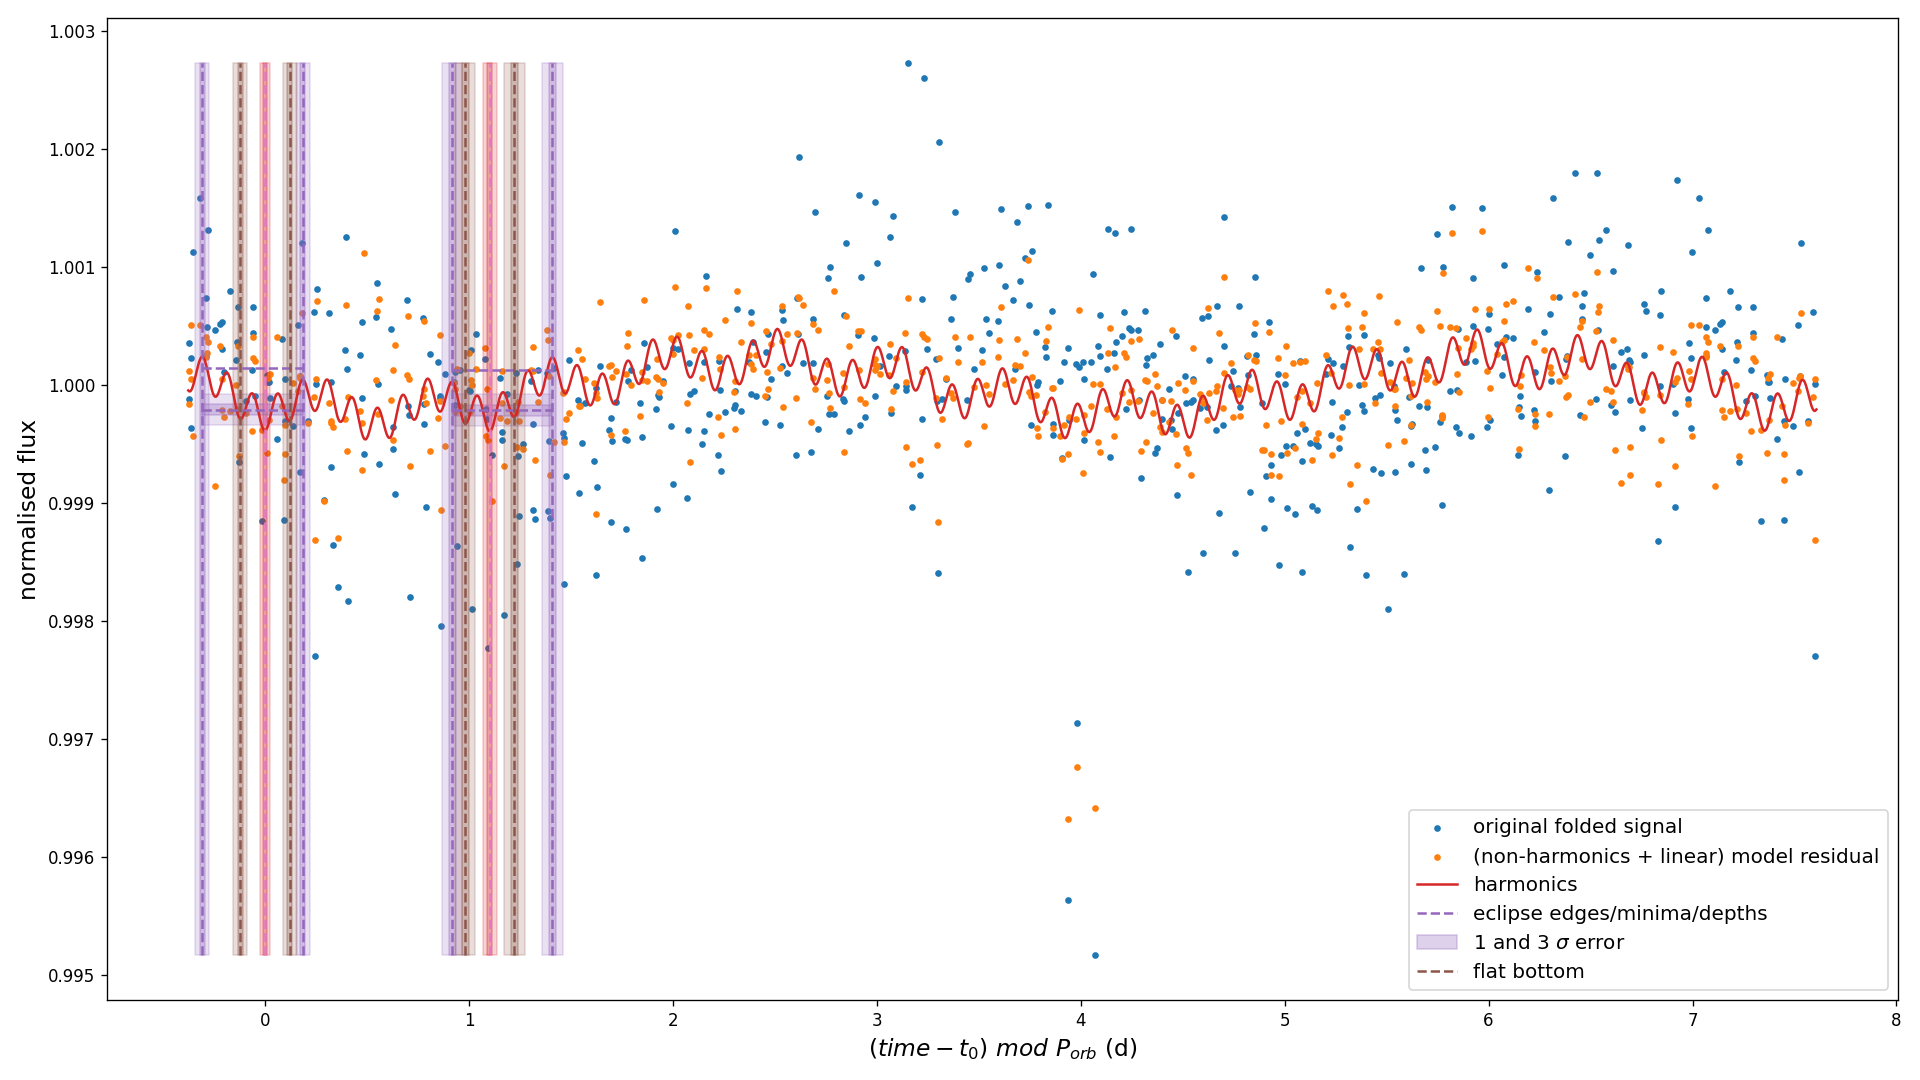 1.003
1.002
1.001
1.000
0.999
0.998
0.997
0.996
0.995
normalised flux
0 1 2 3 4 5 6 7 8
(time − t₀) mod P_orb (d)
original folded signal
(non-harmonics + linear) model residual
harmonics
eclipse edges/minima/depths
1 and 3 σ error
flat bottom